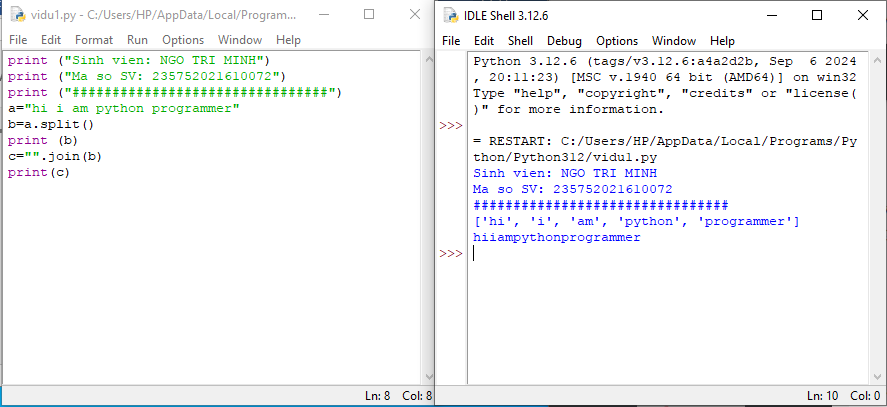 vidu1.py - C:/Users/HP/AppData/Local/Program...
File Edit Format Run Options Window Help
print ("Sinh vien: NGO TRI MINH")
print ("Ma so SV: 235752021610072")
print ("################################")
a="hi i am python programmer"
b=a.split()
print (b)
c="".join(b)
print(c)
Ln: 8 Col: 8
IDLE Shell 3.12.6
File Edit Shell Debug Options Window Help
Python 3.12.6 (tags/v3.12.6:a4a2d2b, Sep  6 2024
, 20:11:23) [MSC v.1940 64 bit (AMD64)] on win32
Type "help", "copyright", "credits" or "license(
)" for more information.
>>>
= RESTART: C:/Users/HP/AppData/Local/Programs/Py
thon/Python312/vidu1.py
Sinh vien: NGO TRI MINH
Ma so SV: 235752021610072
################################
['hi', 'i', 'am', 'python', 'programmer']
hiiampythonprogrammer
>>>
Ln: 10 Col: 0